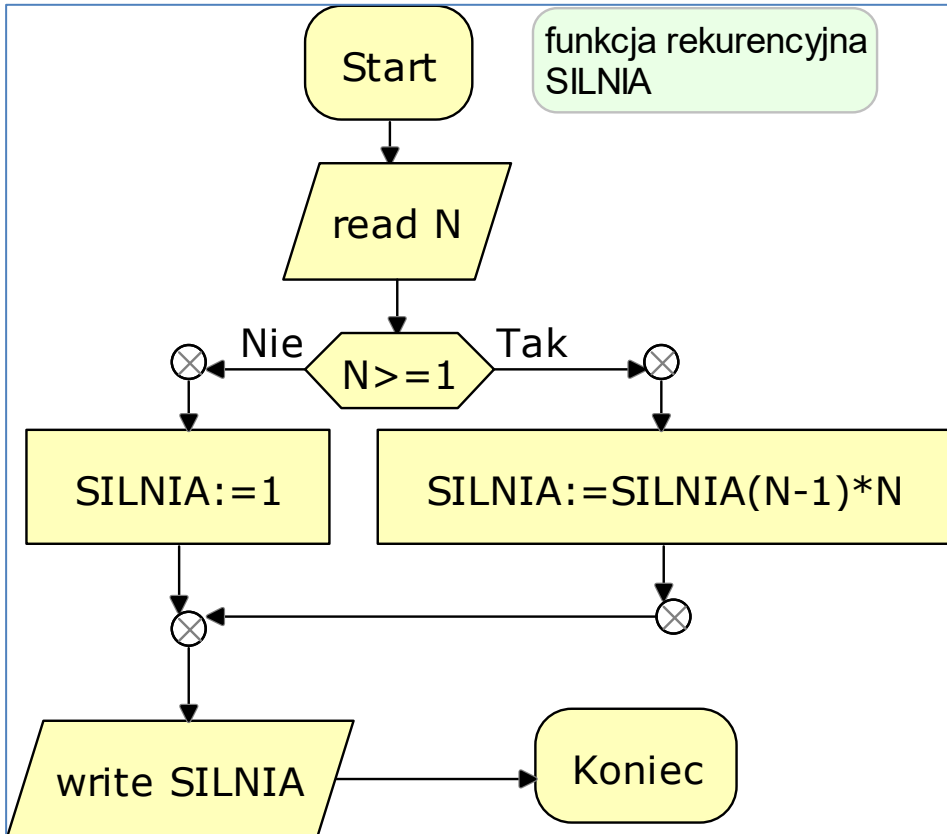 Start
funkcja rekurencyjna
SILNIA
read N
Nie
N>=1
Tak
SILNIA:=1
SILNIA:=SILNIA(N-1)*N
write SILNIA
Koniec